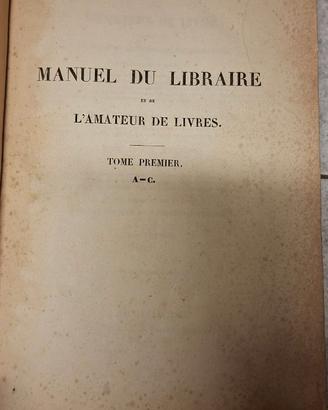 MANUEL DU LIBRAIRE
ET DE
L'AMATEUR DE LIVRES.
TOME PREMIER.
A–C.